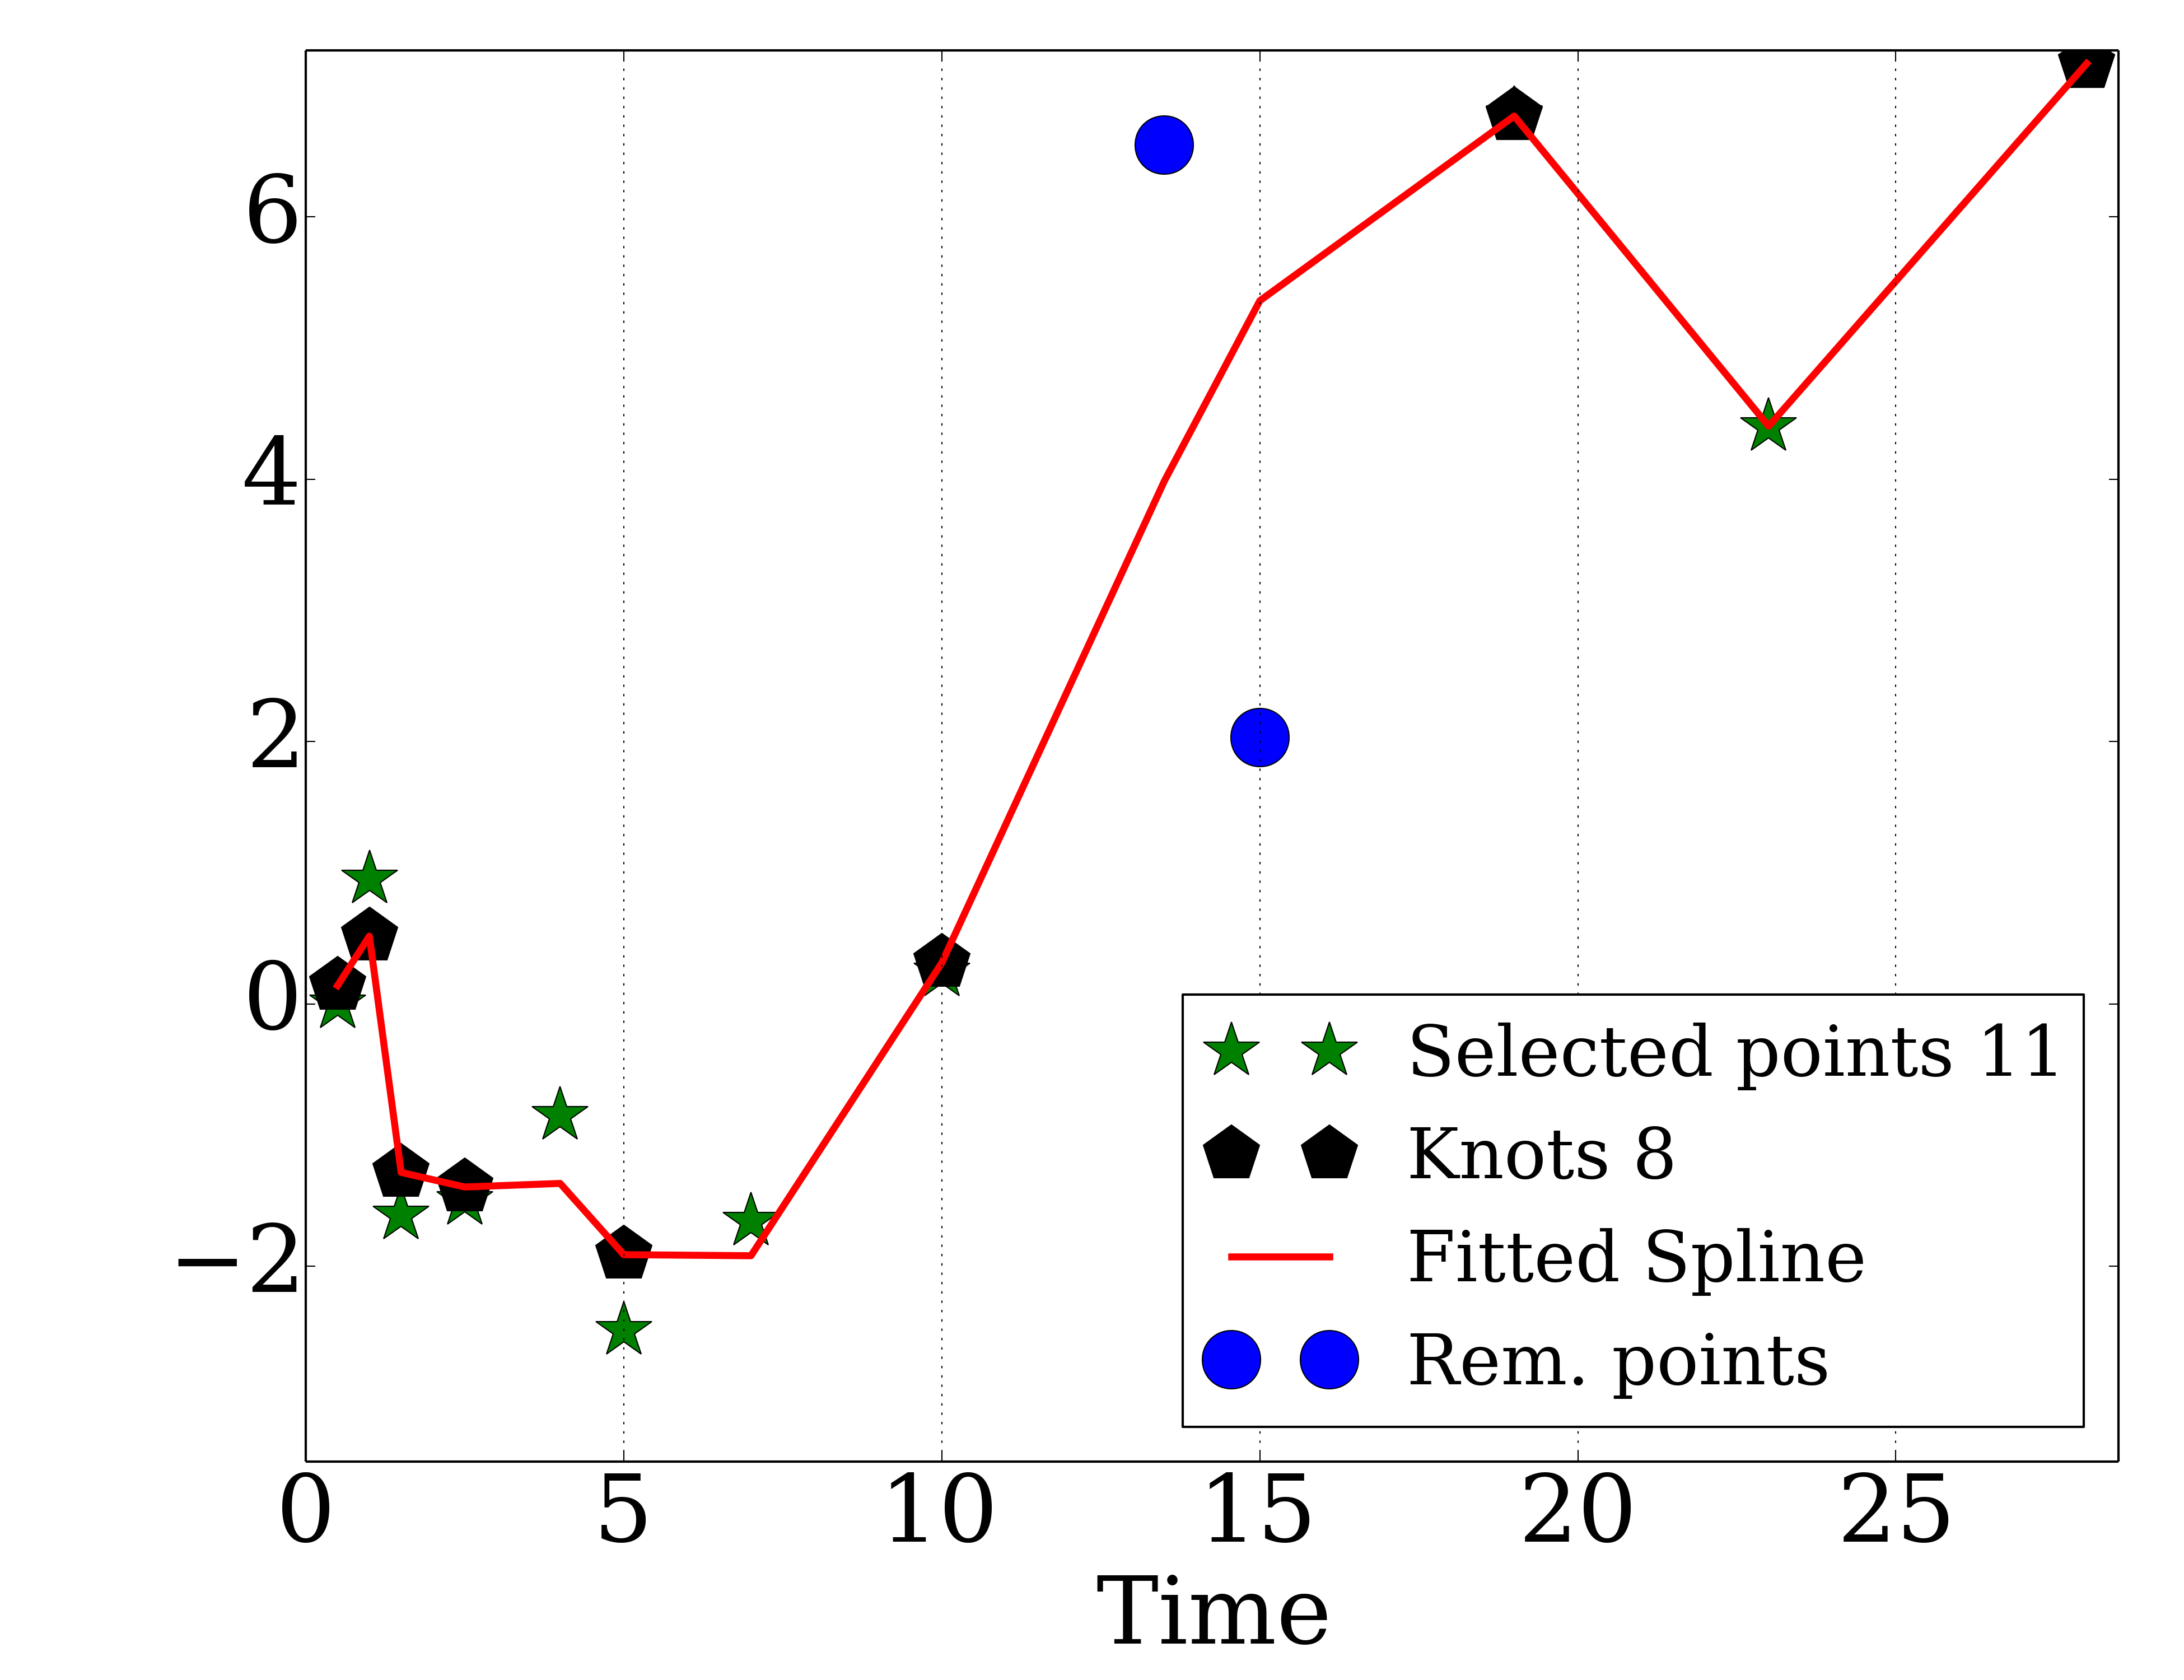 6
4
2
0
−2
0 5 10 15 20 25
Time
Selected points 11
Knots 8
Fitted Spline
Rem. points